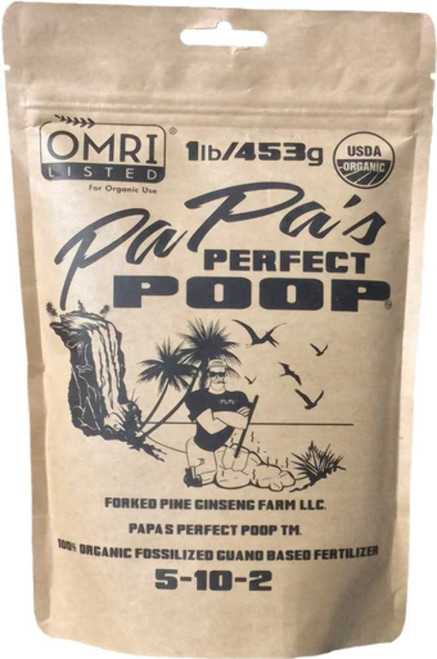 OMRI ®
LISTED
For Organic Use
1lb/453g
USDA
ORGANIC
PaPa's
PERFECT
POOP
FORKED PINE GINSENG FARM LLC.
PAPAS PERFECT POOP TM.
100% ORGANIC FOSSILIZED GUANO BASED FERTILIZER
5-10-2